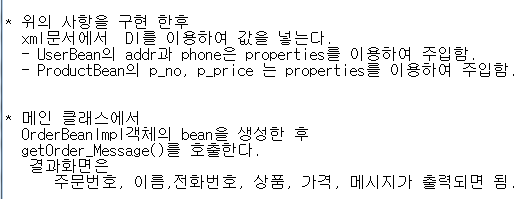 * 위의 사항을 구현 한후
xml문서에서 DI를 이용하여 값을 넣는다.
- UserBean의 addr과 phone은 properties를 이용하여 주입함.
- ProductBean의 p_no, p_price 는 properties를 이용하여 주입함.
* 메인 클래스에서
OrderBeanImpl객체의 bean을 생성한 후
getOrder_Message()를 호출한다.
결과화면은
주문번호, 이름,전화번호, 상품, 가격, 메시지가 출력되면 됨.